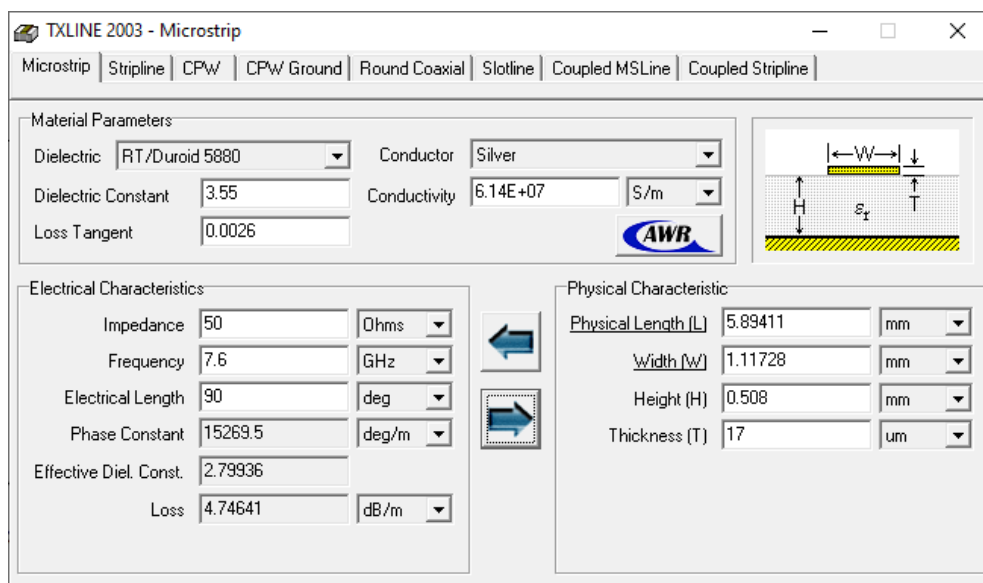 TXLINE 2003 - Microstrip
Microstrip Stripline CPW CPW Ground Round Coaxial Slotline Coupled MSLine Coupled Stripline
Material Parameters
Dielectric RT/Duroid 5880 Conductor Silver
Dielectric Constant 3.55 Conductivity 6.14E+07 S/m
Loss Tangent 0.0026
AWR
W
H
εr
T
Electrical Characteristics
Impedance 50 Ohms
Frequency 7.6 GHz
Electrical Length 90 deg
Phase Constant 15269.5 deg/m
Effective Diel. Const. 2.79936
Loss 4.74641 dB/m
Physical Characteristic
Physical Length (L) 5.89411 mm
Width (W) 1.11728 mm
Height (H) 0.508 mm
Thickness (T) 17 um